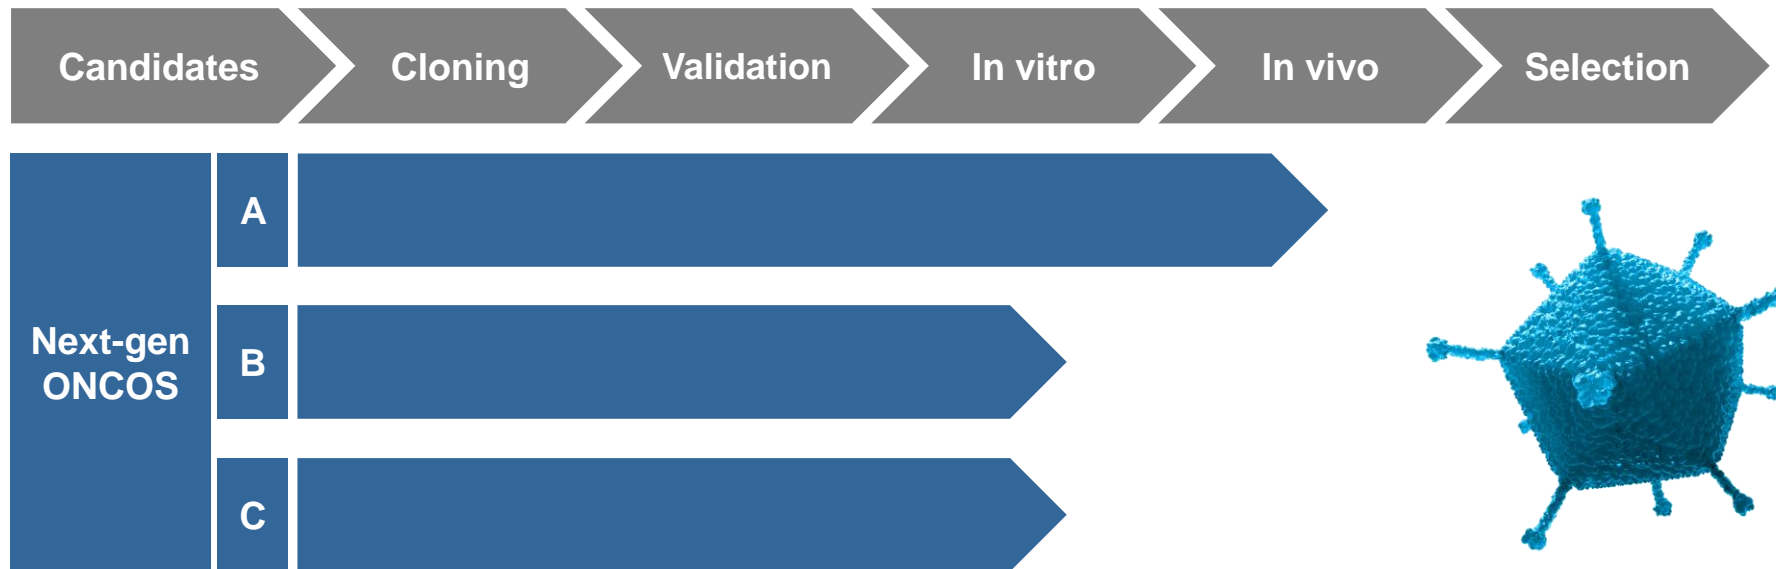 Candidates
Cloning
Validation
In vitro
In vivo
Selection
Next-gen
ONCOS
A
B
C